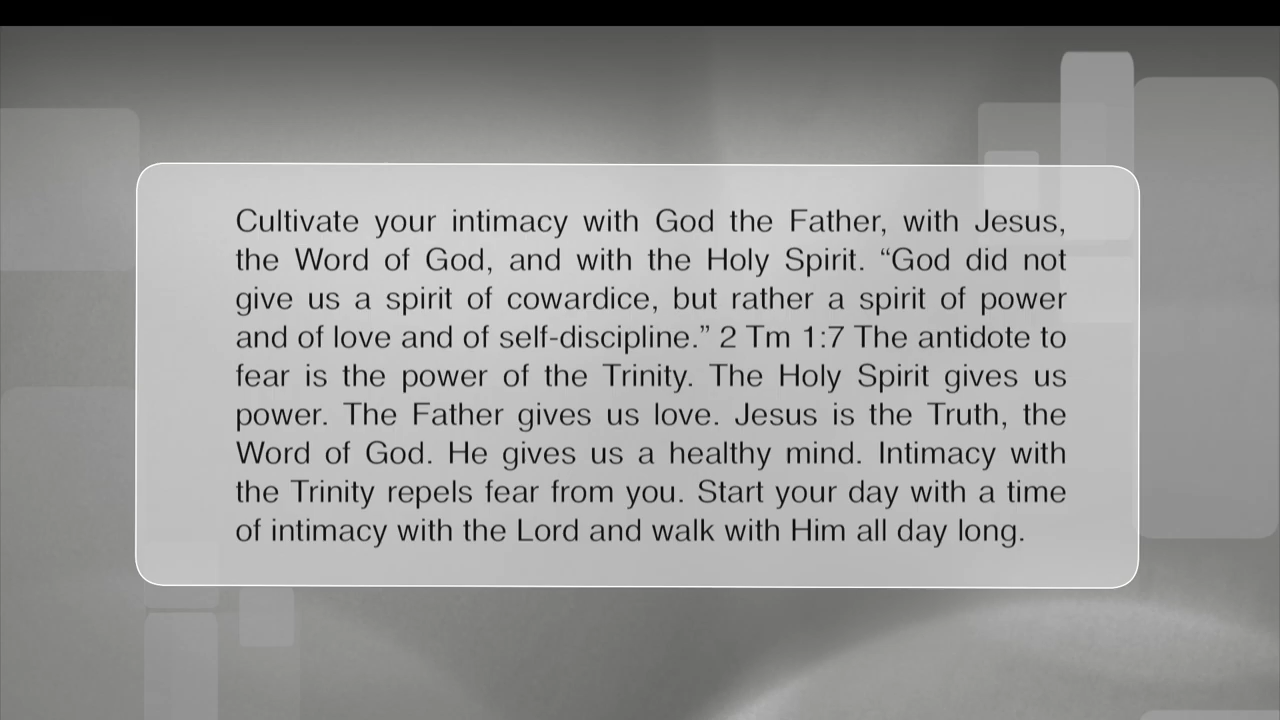 Cultivate your intimacy with God the Father, with Jesus,
the Word of God, and with the Holy Spirit. “God did not
give us a spirit of cowardice, but rather a spirit of power
and of love and of self-discipline.” 2 Tm 1:7 The antidote to
fear is the power of the Trinity. The Holy Spirit gives us
power. The Father gives us love. Jesus is the Truth, the
Word of God. He gives us a healthy mind. Intimacy with
the Trinity repels fear from you. Start your day with a time
of intimacy with the Lord and walk with Him all day long.